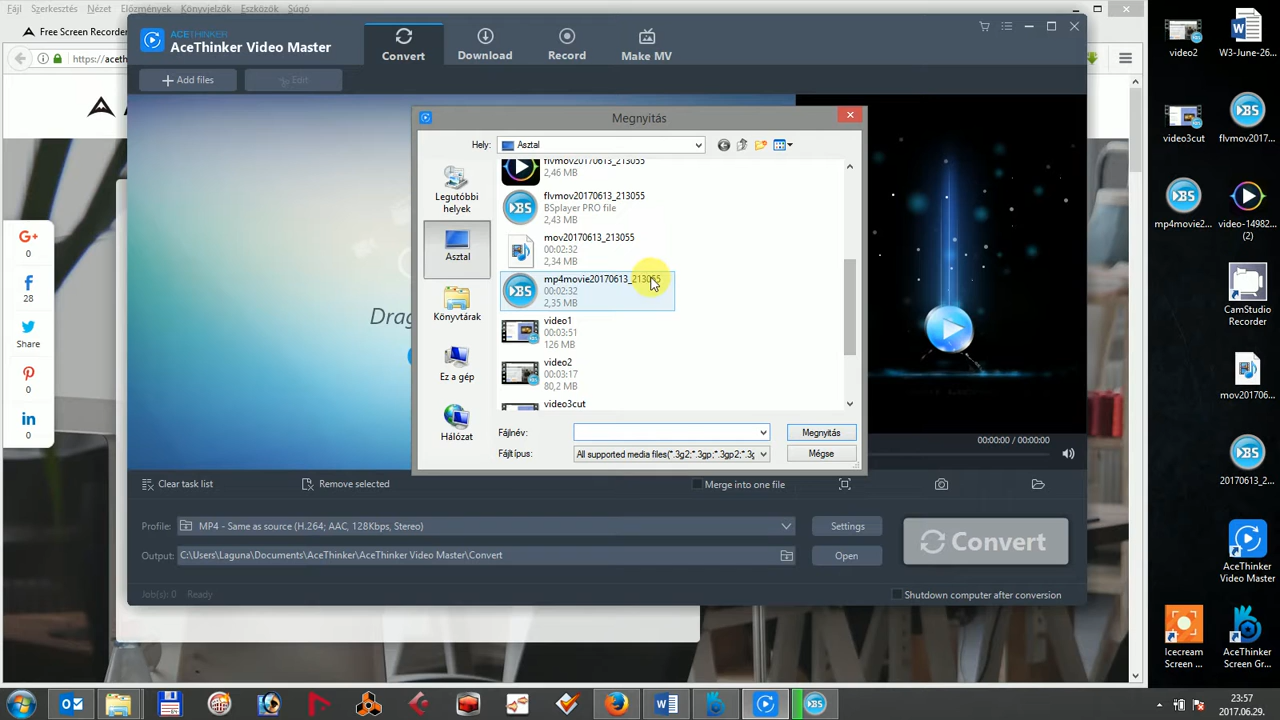 Fájl Szerkesztés Nézet Előzmények Könyvjelzők Eszközök Súgó
Free Screen Recorder
https://aceth
ACETHINKER
AceThinker Video Master
Convert
Download
Record
Make MV
Add files
Edit
Megnyitás
Hely:
Asztal
Legutóbbi
helyek
Asztal
Könyvtárak
Ez a gép
Hálózat
flvmov20170613_213055
2,46 MB
flvmov20170613_213055
BSplayer PRO file
2,43 MB
mov20170613_213055
00:02:32
2,34 MB
mp4movie20170613_213055
00:02:32
2,35 MB
video1
00:03:51
126 MB
video2
00:03:17
80,2 MB
video3cut
Fájlnév:
Megnyitás
Fájltípus:
All supported media files(*.3g2;*.3gp;*.3gp2;*.3g
Mégse
Drag
00:00:00 / 00:00:00
Clear task list
Remove selected
Merge into one file
Profile:
MP4 - Same as source (H.264; AAC, 128Kbps, Stereo)
Settings
Convert
Output:
C:\Users\Laguna\Documents\AceThinker\AceThinker Video Master\Convert
Open
Job(s): 0 Ready
Shutdown computer after conversion
G+
0
28
Share
0
in
0
video2
W3-June-26...
video3cut
flvmov2017...
mp4movie2...
video-14982...
(2)
CamStudio
Recorder
mov201706...
20170613_2...
AceThinker
Video Master
Icecream
Screen ...
AceThinker
Screen Gr...
23:57
2017.06.29.